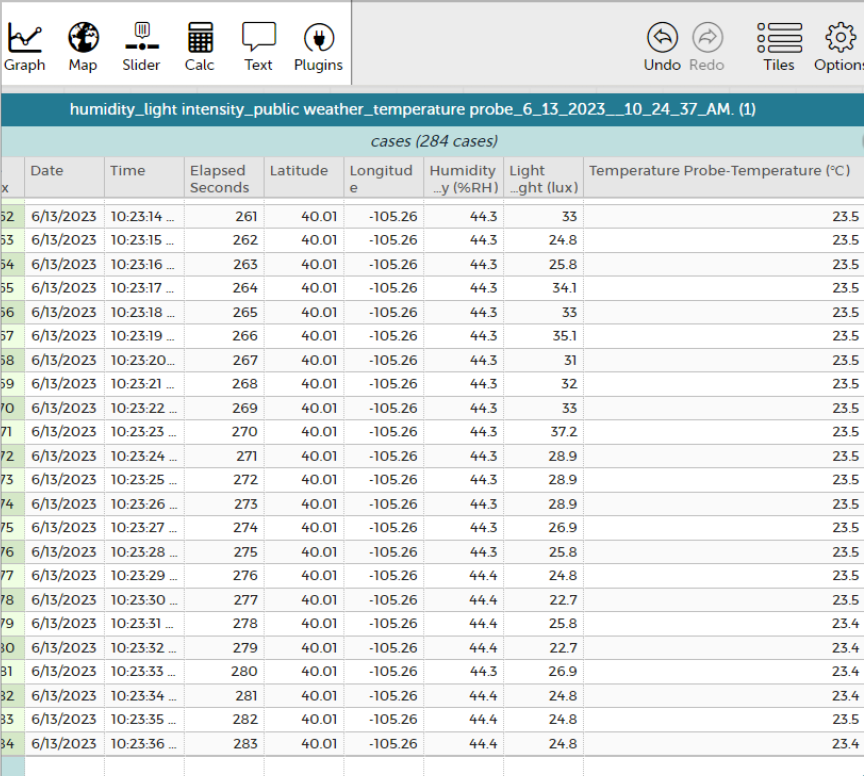 Graph Map Slider Calc Text Plugins Undo Redo Tiles Options
humidity_light intensity_public weather_temperature probe_6_13_2023__10_24_37_AM. (1)
cases (284 cases)
x Date Time Elapsed Seconds Latitude Longitude Humidity ...y (%RH) Light ...ght (lux) Temperature Probe-Temperature (°C)
62 6/13/2023 10:23:14 ... 261 40.01 -105.26 44.3 33 23.5
63 6/13/2023 10:23:15 ... 262 40.01 -105.26 44.3 24.8 23.5
64 6/13/2023 10:23:16 ... 263 40.01 -105.26 44.3 25.8 23.5
65 6/13/2023 10:23:17 ... 264 40.01 -105.26 44.3 34.1 23.5
66 6/13/2023 10:23:18 ... 265 40.01 -105.26 44.3 33 23.5
67 6/13/2023 10:23:19 ... 266 40.01 -105.26 44.3 35.1 23.5
68 6/13/2023 10:23:20... 267 40.01 -105.26 44.3 31 23.5
69 6/13/2023 10:23:21 ... 268 40.01 -105.26 44.3 32 23.5
70 6/13/2023 10:23:22 ... 269 40.01 -105.26 44.3 33 23.5
71 6/13/2023 10:23:23 ... 270 40.01 -105.26 44.3 37.2 23.5
72 6/13/2023 10:23:24 ... 271 40.01 -105.26 44.3 28.9 23.5
73 6/13/2023 10:23:25 ... 272 40.01 -105.26 44.3 28.9 23.5
74 6/13/2023 10:23:26 ... 273 40.01 -105.26 44.3 28.9 23.5
75 6/13/2023 10:23:27 ... 274 40.01 -105.26 44.3 26.9 23.5
76 6/13/2023 10:23:28 ... 275 40.01 -105.26 44.3 25.8 23.5
77 6/13/2023 10:23:29 ... 276 40.01 -105.26 44.4 24.8 23.5
78 6/13/2023 10:23:30 ... 277 40.01 -105.26 44.4 22.7 23.5
79 6/13/2023 10:23:31 ... 278 40.01 -105.26 44.4 25.8 23.4
80 6/13/2023 10:23:32 ... 279 40.01 -105.26 44.4 22.7 23.4
81 6/13/2023 10:23:33 ... 280 40.01 -105.26 44.3 26.9 23.4
82 6/13/2023 10:23:34 ... 281 40.01 -105.26 44.4 24.8 23.4
83 6/13/2023 10:23:35 ... 282 40.01 -105.26 44.4 24.8 23.5
84 6/13/2023 10:23:36 ... 283 40.01 -105.26 44.4 24.8 23.4